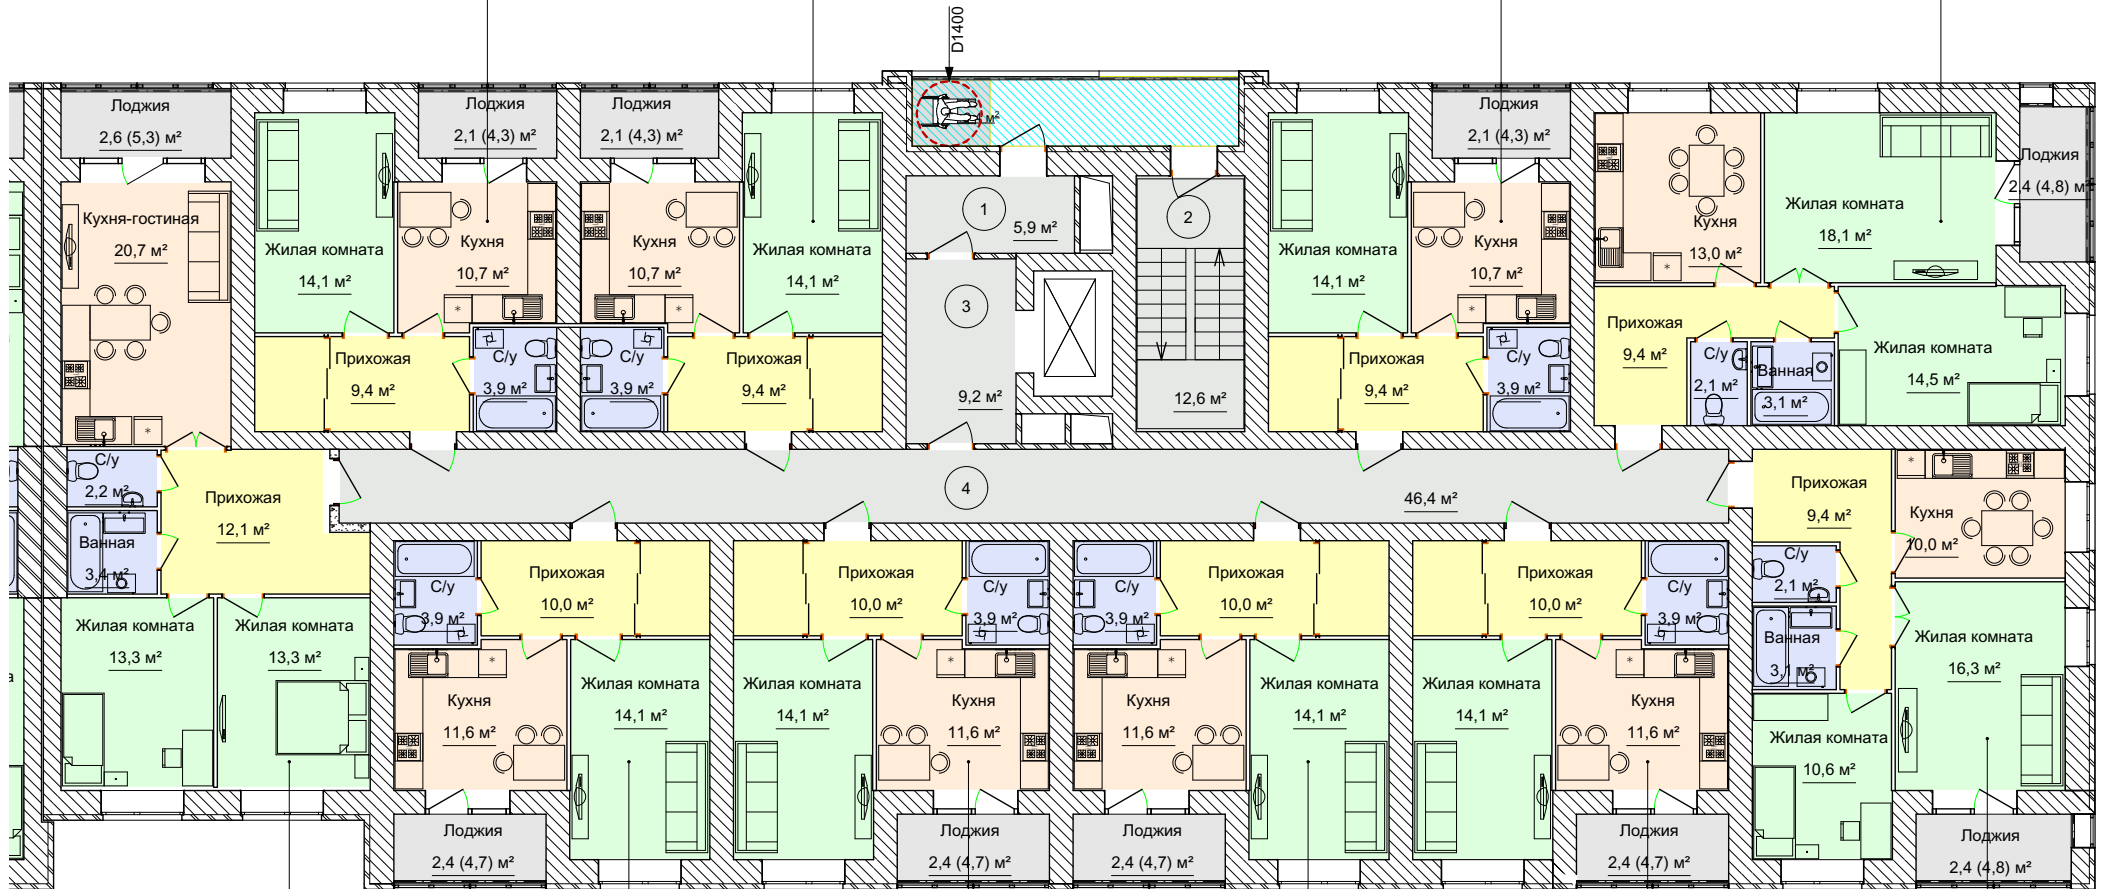 D1400
Лоджия
2,6 (5,3) м²
Лоджия
2,1 (4,3) м²
Лоджия
2,1 (4,3) м²
м²
Лоджия
2,1 (4,3) м²
Лоджия
2,4 (4,8) м²
Кухня-гостиная
20,7 м²
Жилая комната
14,1 м²
Кухня
10,7 м²
Кухня
10,7 м²
Жилая комната
14,1 м²
1
5,9 м²
2
3
9,2 м²
12,6 м²
Жилая комната
14,1 м²
Кухня
10,7 м²
Кухня
13,0 м²
Жилая комната
18,1 м²
Прихожая
9,4 м²
С/у
3,9 м²
С/у
3,9 м²
Прихожая
9,4 м²
Прихожая
9,4 м²
С/у
3,9 м²
Прихожая
9,4 м²
С/у
2,1 м²
Ванная
3,1 м²
Жилая комната
14,5 м²
С/у
2,2 м²
Прихожая
12,1 м²
Ванная
3,4 м²
4
46,4 м²
Прихожая
9,4 м²
Кухня
10,0 м²
С/у
2,1 м²
Ванная
3,1 м²
Жилая комната
16,3 м²
Жилая комната
10,6 м²
Жилая комната
13,3 м²
Жилая комната
13,3 м²
С/у
3,9 м²
Прихожая
10,0 м²
Прихожая
10,0 м²
С/у
3,9 м²
С/у
3,9 м²
Прихожая
10,0 м²
Прихожая
10,0 м²
С/у
3,9 м²
Кухня
11,6 м²
Жилая комната
14,1 м²
Жилая комната
14,1 м²
Кухня
11,6 м²
Кухня
11,6 м²
Жилая комната
14,1 м²
Жилая комната
14,1 м²
Кухня
11,6 м²
Лоджия
2,4 (4,7) м²
Лоджия
2,4 (4,7) м²
Лоджия
2,4 (4,7) м²
Лоджия
2,4 (4,7) м²
Лоджия
2,4 (4,8) м²